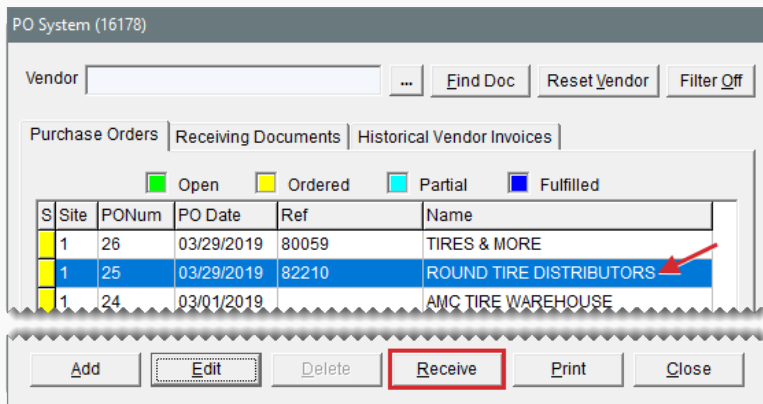 PO System (16178)
Vendor ... Find Doc Reset Vendor Filter Off
Purchase Orders Receiving Documents Historical Vendor Invoices
Open Ordered Partial Fulfilled
S Site PONum PO Date Ref Name
1 26 03/29/2019 80059 TIRES & MORE
1 25 03/29/2019 82210 ROUND TIRE DISTRIBUTORS
1 24 03/01/2019 AMC TIRE WAREHOUSE
Add Edit Delete Receive Print Close